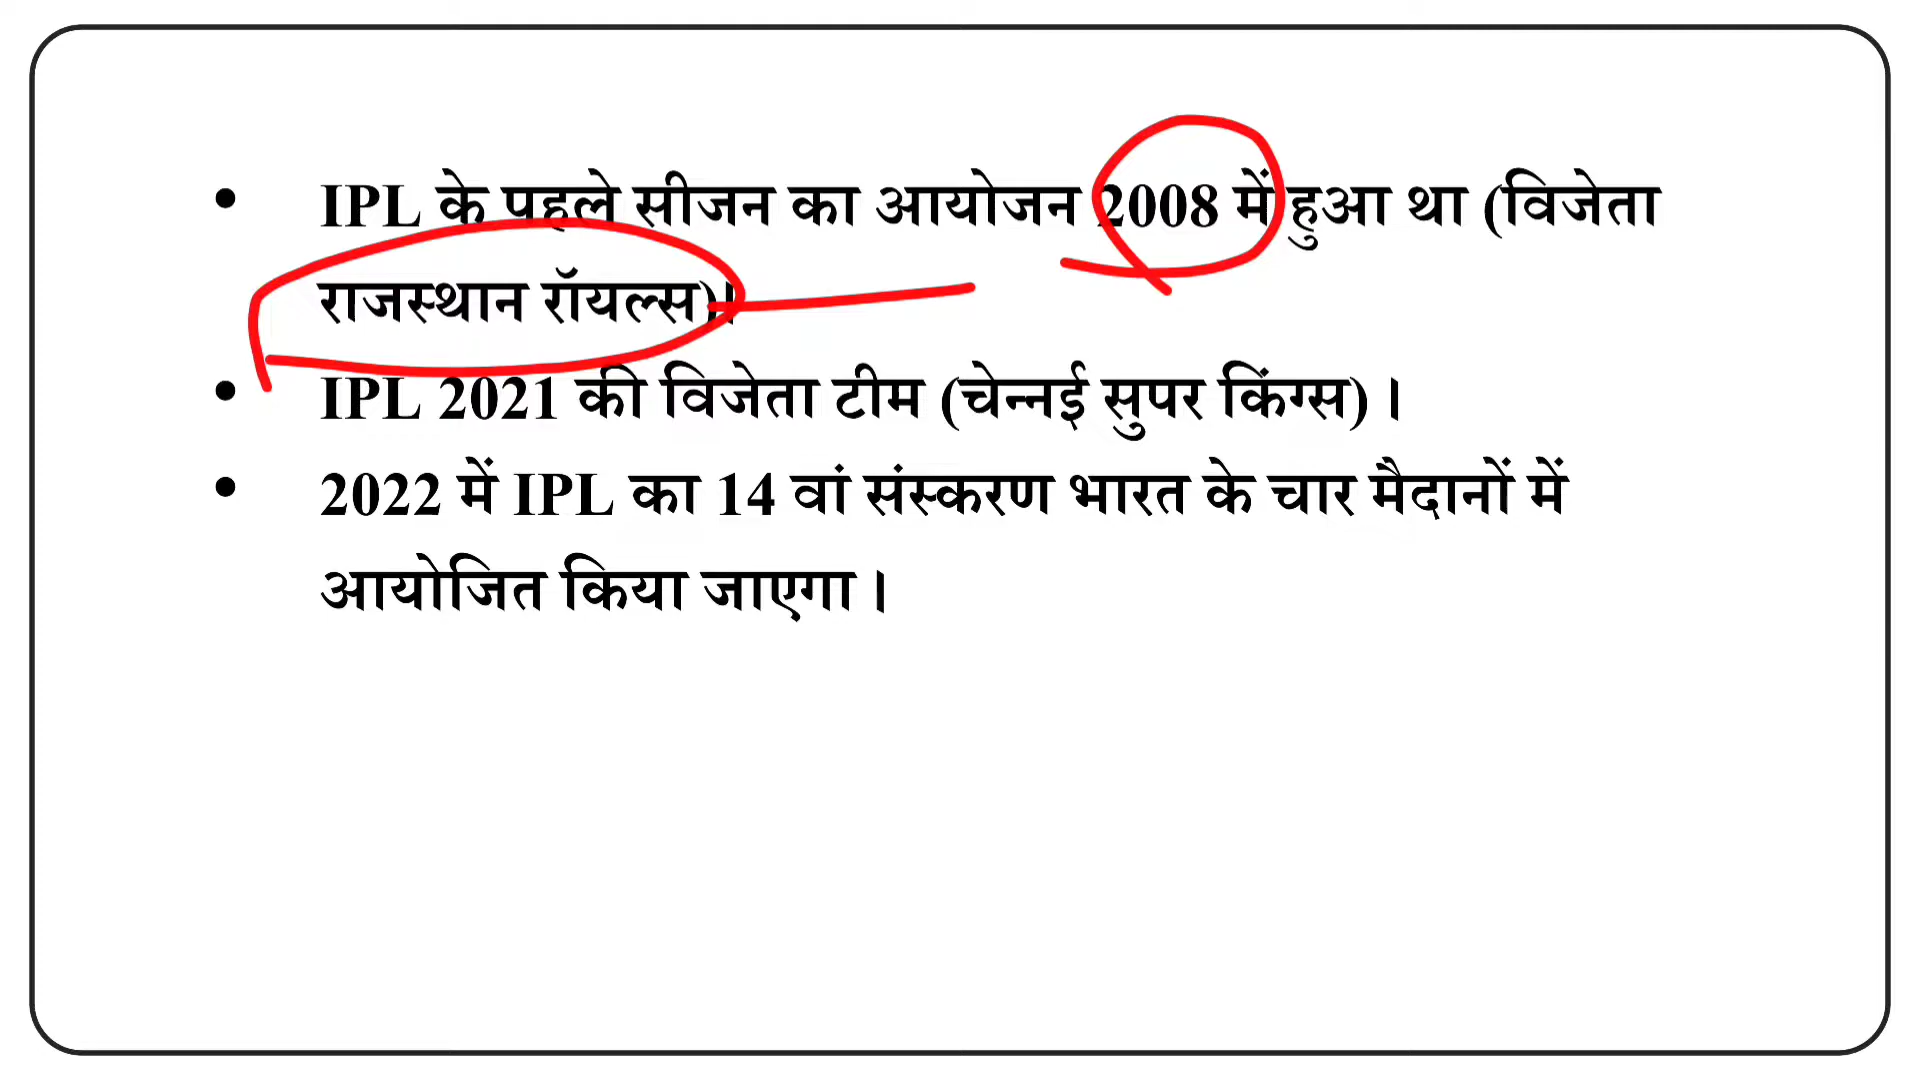 • IPL के पहले सीजन का आयोजन 2008 में हुआ था (विजेता
राजस्थान रॉयल्स)।
• IPL 2021 की विजेता टीम (चेन्नई सुपर किंग्स) ।
• 2022 में IPL का 14 वां संस्करण भारत के चार मैदानों में
आयोजित किया जाएगा ।